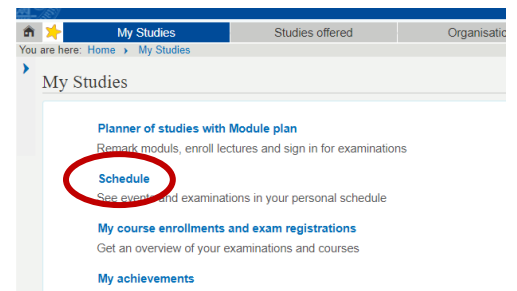 My Studies Studies offered Organisatio
You are here: Home › My Studies
My Studies
Planner of studies with Module plan
Remark moduls, enroll lectures and sign in for examinations
Schedule
See events and examinations in your personal schedule
My course enrollments and exam registrations
Get an overview of your examinations and courses
My achievements